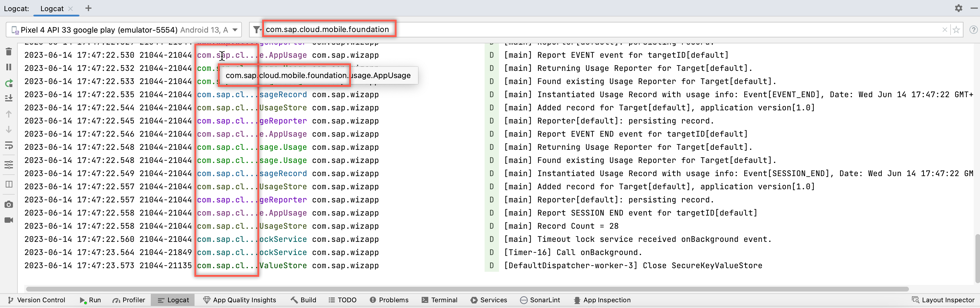 Logcat: Logcat × +
Pixel 4 API 33 google play (emulator-5554) Android 13, A com.sap.cloud.mobile.foundation
2023-06-14 17:47:22.530 21044-21044 com.sap.cl...e.AppUsage com.sap.wizapp D [main] Report EVENT event for targetID[default]
2023-06-14 17:47:22.532 21044-21044 com. com.sap.wizapp D [main] Returning Usage Reporter for Target[default].
com.sap.cloud.mobile.foundation.usage.AppUsage
2023-06-14 17:47:22.533 21044-21044 com. com.sap.wizapp D [main] Found existing Usage Reporter for Target[default].
2023-06-14 17:47:22.535 21044-21044 com.sap.cl...sageRecord com.sap.wizapp D [main] Instantiated Usage Record with usage info: Event[EVENT_END], Date: Wed Jun 14 17:47:22 GMT+
2023-06-14 17:47:22.544 21044-21044 com.sap.cl...UsageStore com.sap.wizapp D [main] Added record for Target[default], application version[1.0]
2023-06-14 17:47:22.545 21044-21044 com.sap.cl...geReporter com.sap.wizapp D [main] Reporter[default]: persisting record.
2023-06-14 17:47:22.546 21044-21044 com.sap.cl...e.AppUsage com.sap.wizapp D [main] Report EVENT END event for targetID[default]
2023-06-14 17:47:22.548 21044-21044 com.sap.cl...sage.Usage com.sap.wizapp D [main] Returning Usage Reporter for Target[default].
2023-06-14 17:47:22.548 21044-21044 com.sap.cl...sage.Usage com.sap.wizapp D [main] Found existing Usage Reporter for Target[default].
2023-06-14 17:47:22.549 21044-21044 com.sap.cl...sageRecord com.sap.wizapp D [main] Instantiated Usage Record with usage info: Event[SESSION_END], Date: Wed Jun 14 17:47:22 GM
2023-06-14 17:47:22.557 21044-21044 com.sap.cl...UsageStore com.sap.wizapp D [main] Added record for Target[default], application version[1.0]
2023-06-14 17:47:22.557 21044-21044 com.sap.cl...geReporter com.sap.wizapp D [main] Reporter[default]: persisting record.
2023-06-14 17:47:22.558 21044-21044 com.sap.cl...e.AppUsage com.sap.wizapp D [main] Report SESSION END event for targetID[default]
2023-06-14 17:47:22.558 21044-21044 com.sap.cl...UsageStore com.sap.wizapp D [main] Record Count = 28
2023-06-14 17:47:22.560 21044-21044 com.sap.cl...ockService com.sap.wizapp D [main] Timeout lock service received onBackground event.
2023-06-14 17:47:23.564 21044-21849 com.sap.cl...ockService com.sap.wizapp D [Timer-16] Call onBackground.
2023-06-14 17:47:23.573 21044-21135 com.sap.cl...ValueStore com.sap.wizapp D [DefaultDispatcher-worker-3] Close SecureKeyValueStore
Version Control Run Profiler Logcat App Quality Insights Build TODO Problems Terminal Services SonarLint App Inspection Layout Inspector